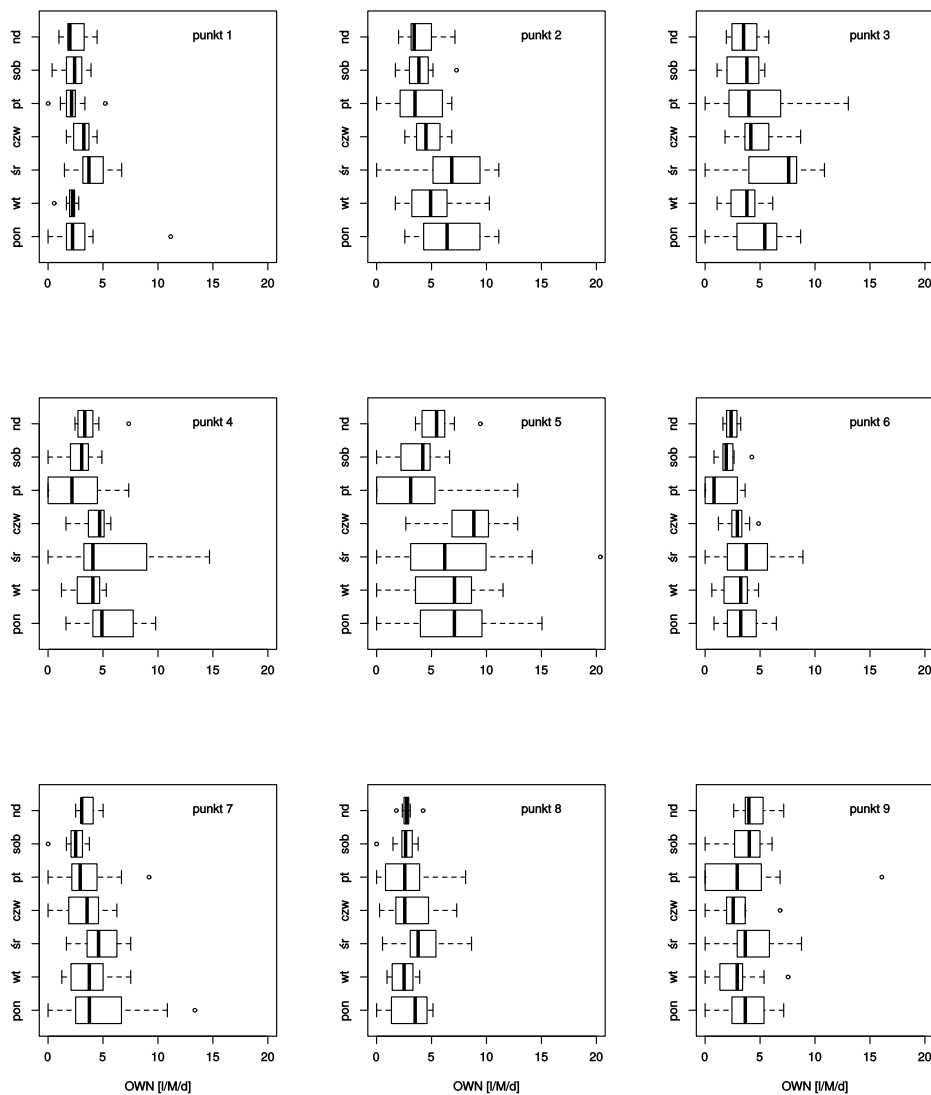 punkt 1
nd
sob
pt
czw
śr
wt
pon
0 5 10 15 20
punkt 2
nd
sob
pt
czw
śr
wt
pon
0 5 10 15 20
punkt 3
nd
sob
pt
czw
śr
wt
pon
0 5 10 15 20
punkt 4
nd
sob
pt
czw
śr
wt
pon
0 5 10 15 20
punkt 5
nd
sob
pt
czw
śr
wt
pon
0 5 10 15 20
punkt 6
nd
sob
pt
czw
śr
wt
pon
0 5 10 15 20
punkt 7
nd
sob
pt
czw
śr
wt
pon
0 5 10 15 20
OWN [l/M/d]
punkt 8
nd
sob
pt
czw
śr
wt
pon
0 5 10 15 20
OWN [l/M/d]
punkt 9
nd
sob
pt
czw
śr
wt
pon
0 5 10 15 20
OWN [l/M/d]